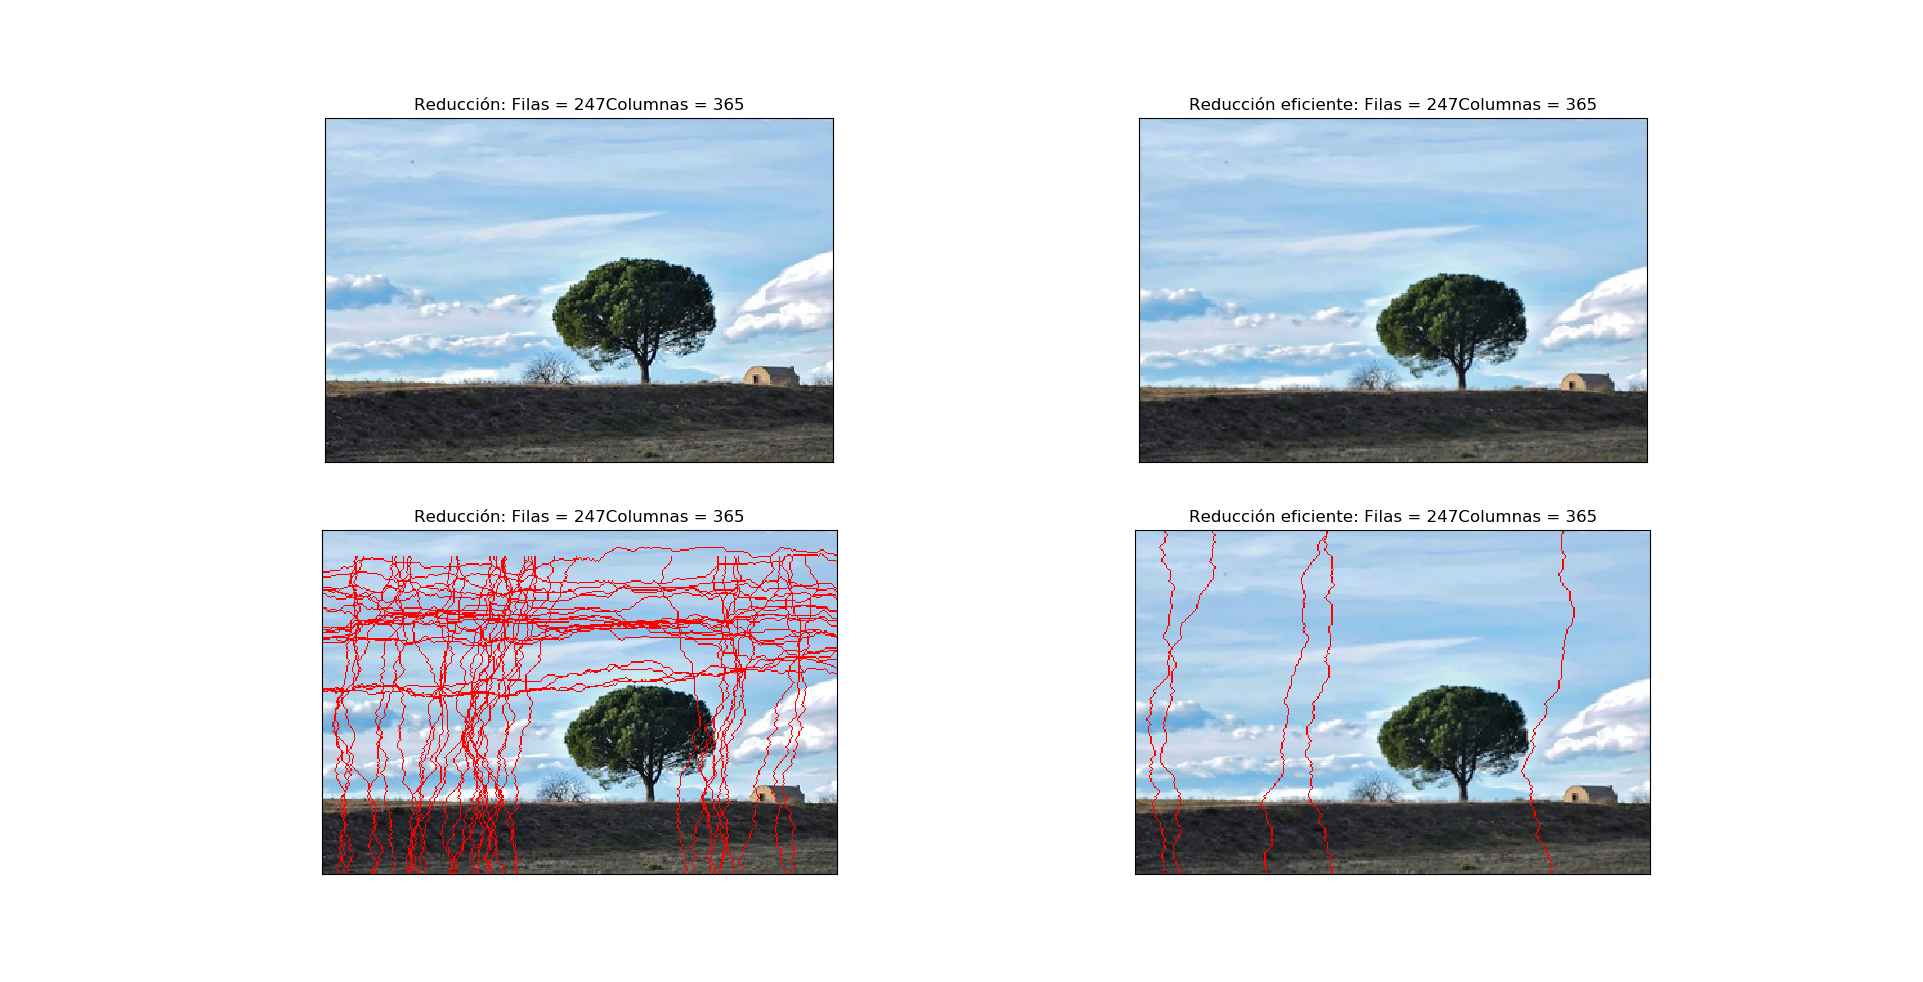 Reducción: Filas = 247Columnas = 365
Reducción eficiente: Filas = 247Columnas = 365
Reducción: Filas = 247Columnas = 365
Reducción eficiente: Filas = 247Columnas = 365